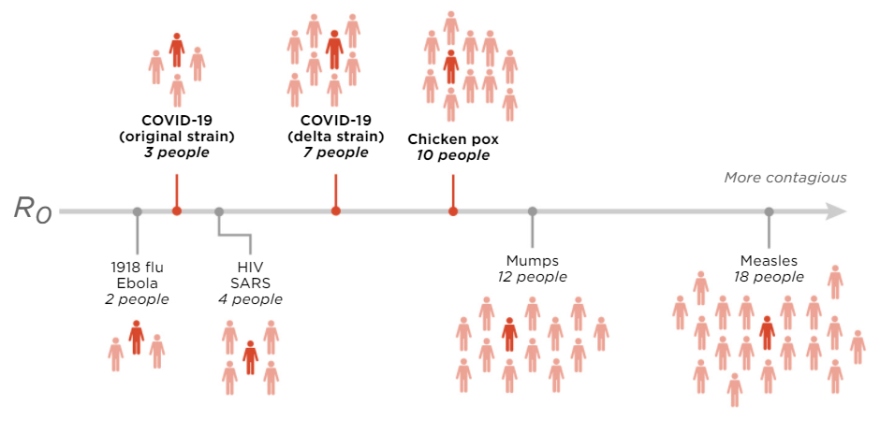 COVID-19
(original strain)
3 people
COVID-19
(delta strain)
7 people
Chicken pox
10 people
More contagious
R0
1918 flu
Ebola
2 people
HIV
SARS
4 people
Mumps
12 people
Measles
18 people